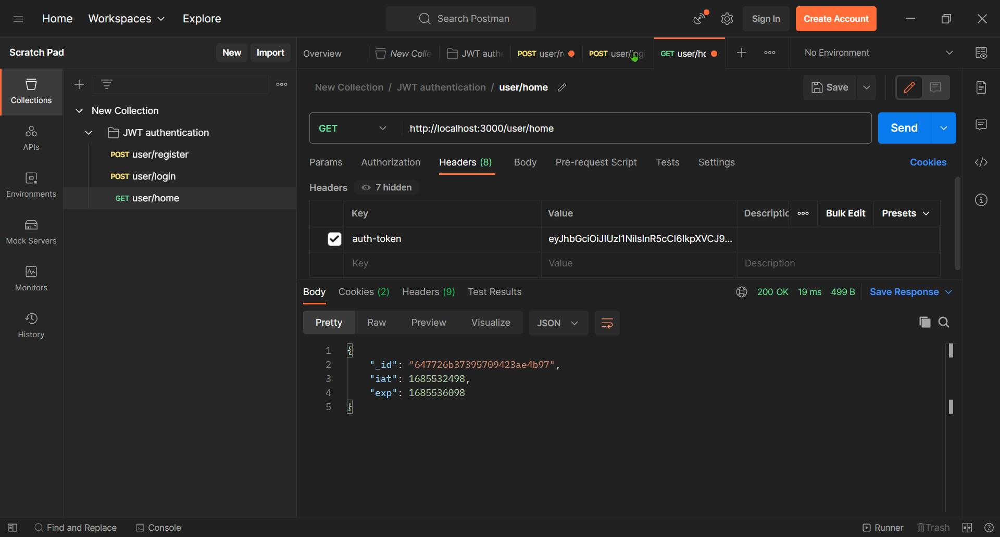 Home Workspaces Explore Search Postman Sign In Create Account
Scratch Pad New Import Overview New Colle JWT authe POST user/r POST user/logi GET user/hc No Environment
Collections
APIs
Environments
Mock Servers
Monitors
History
New Collection
JWT authentication
POST user/register
POST user/login
GET user/home
New Collection / JWT authentication / user/home Save
GET http://localhost:3000/user/home Send
Params Authorization Headers (8) Body Pre-request Script Tests Settings Cookies
Headers 7 hidden
Key Value Descriptic Bulk Edit Presets
auth-token eyJhbGciOiJIUzI1NiIsInR5cCI6IkpXVCJ9...
Key Value Description
Body Cookies (2) Headers (9) Test Results 200 OK 19 ms 499 B Save Response
Pretty Raw Preview Visualize JSON
1 {
2 "_id": "647726b37395709423ae4b97",
3 "iat": 1685532498,
4 "exp": 1685536098
5 }
Find and Replace Console Runner Trash